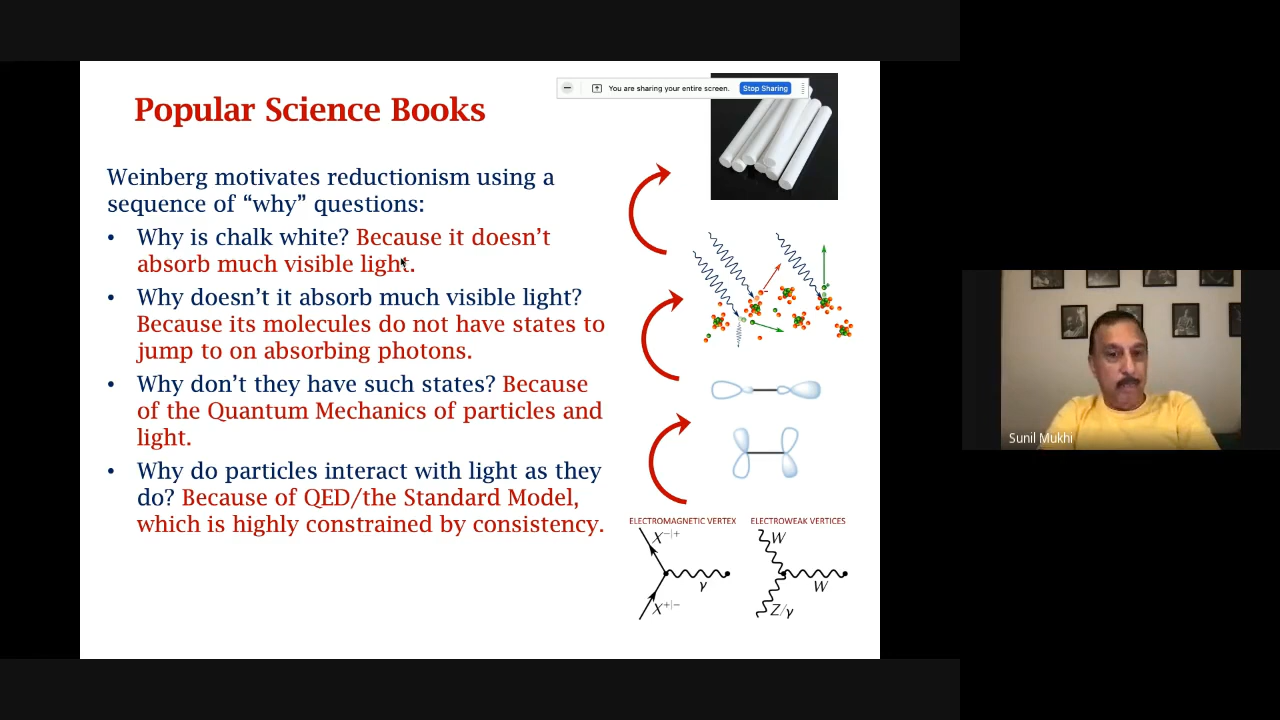 You are sharing your entire screen. Stop Sharing
Popular Science Books
Weinberg motivates reductionism using a
sequence of “why” questions:
• Why is chalk white? Because it doesn’t
absorb much visible light.
• Why doesn’t it absorb much visible light?
Because its molecules do not have states to
jump to on absorbing photons.
• Why don’t they have such states? Because
of the Quantum Mechanics of particles and
light.
• Why do particles interact with light as they
do? Because of QED/the Standard Model,
which is highly constrained by consistency.
ELECTROMAGNETIC VERTEX
X−|+
γ
X+|−
ELECTROWEAK VERTICES
W
W
Z/γ
Sunil Mukhi